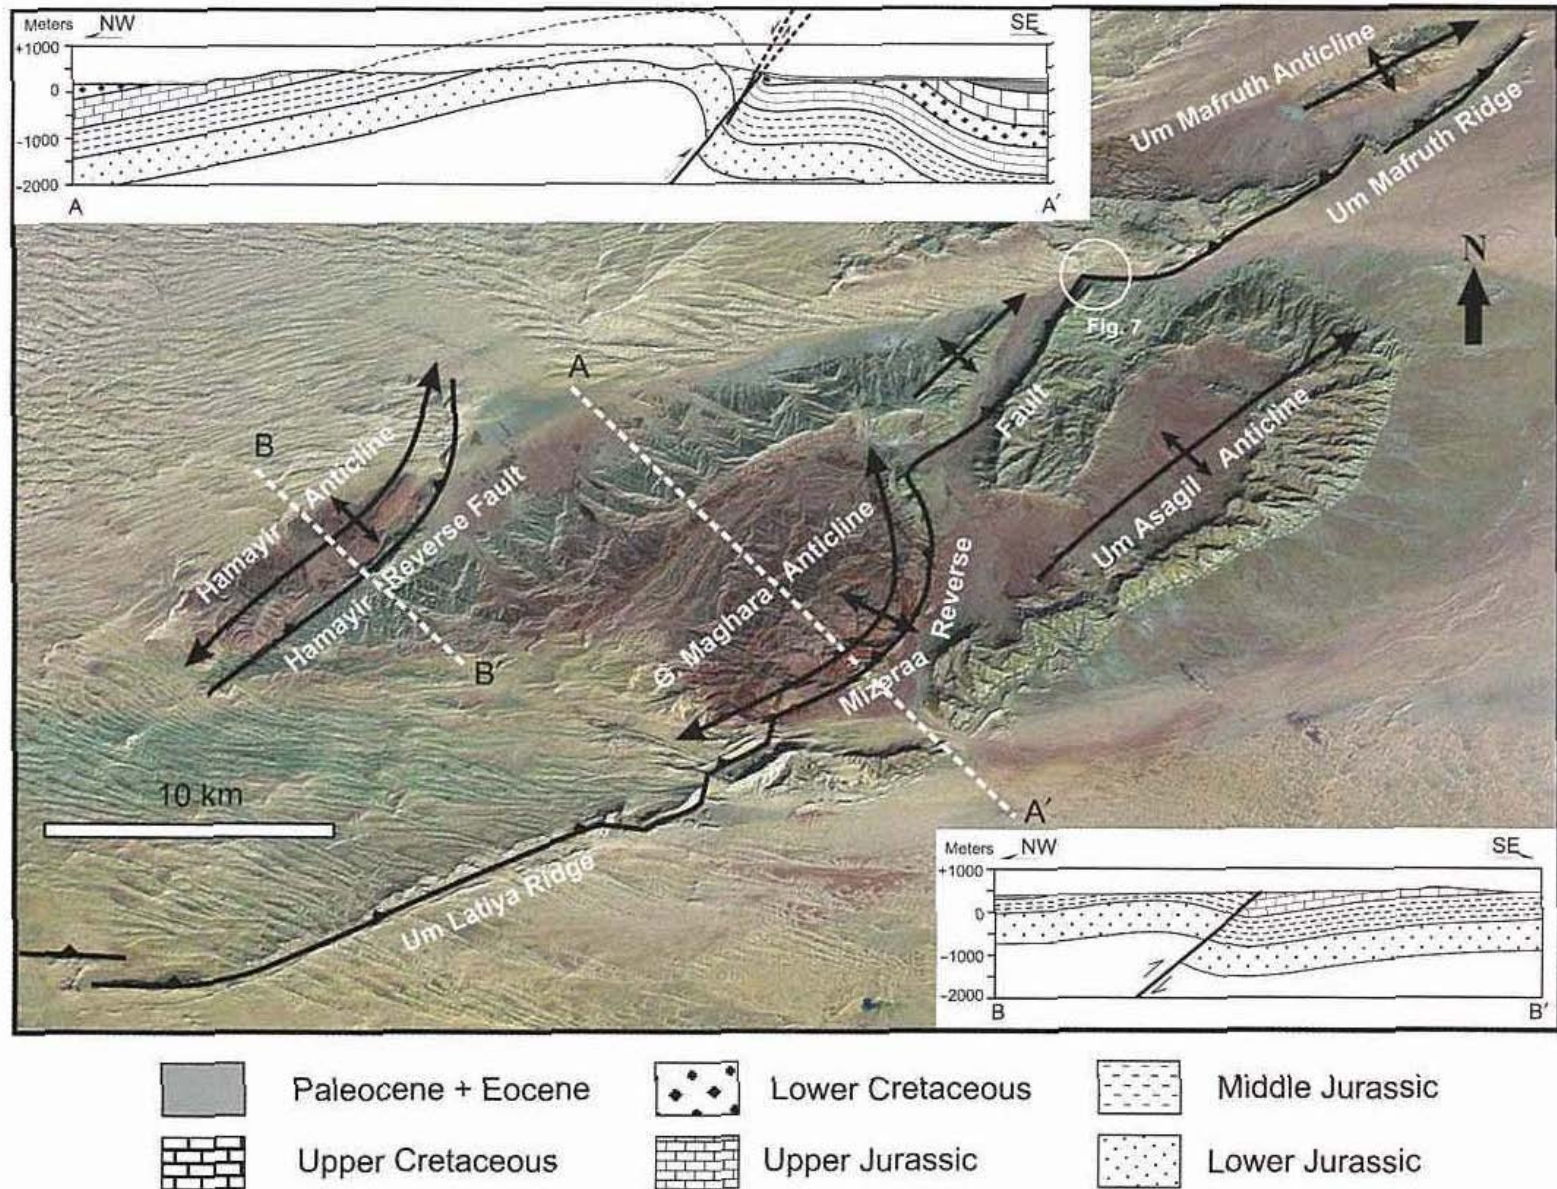 Meters
NW
SE
+1000
0
-1000
-2000
A
A′
Um Mafruth Anticline
Um Mafruth Ridge
N
Fig. 7
A
B
Hamayir Anticline
Hamayir Reverse Fault
B′
G. Maghara Anticline
Mizeraa Reverse Fault
Um Asagil Anticline
10 km
A′
Um Latiya Ridge
Meters
NW
SE
+1000
0
-1000
-2000
B
B′
Paleocene + Eocene
Lower Cretaceous
Middle Jurassic
Upper Cretaceous
Upper Jurassic
Lower Jurassic